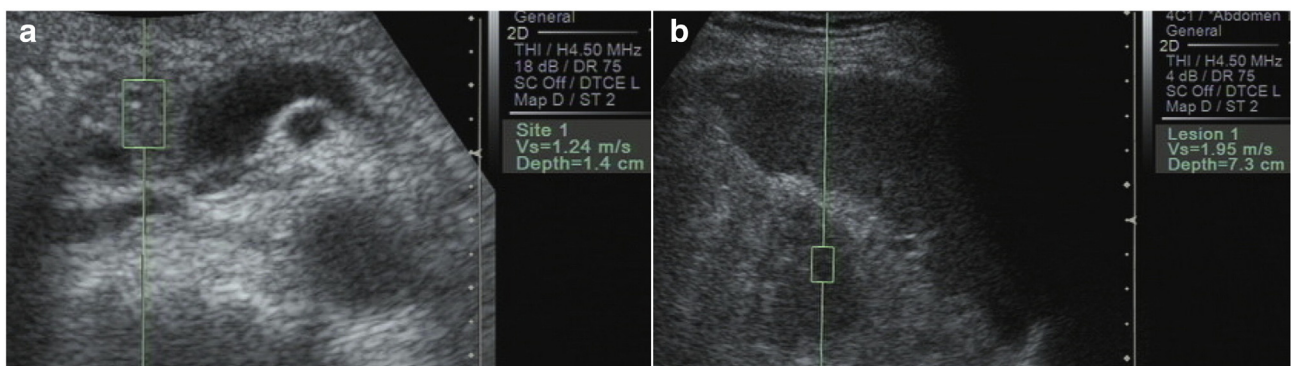 a
General
2D
THI / H4.50 MHz
18 dB / DR 75
SC Off / DTCE L
Map D / ST 2
Site 1
Vs=1.24 m/s
Depth=1.4 cm
b
4C1 / *Abdomen
General
2D
THI / H4.50 MHz
4 dB / DR 75
SC Off / DTCE L
Map D / ST 2
Lesion 1
Vs=1.95 m/s
Depth=7.3 cm